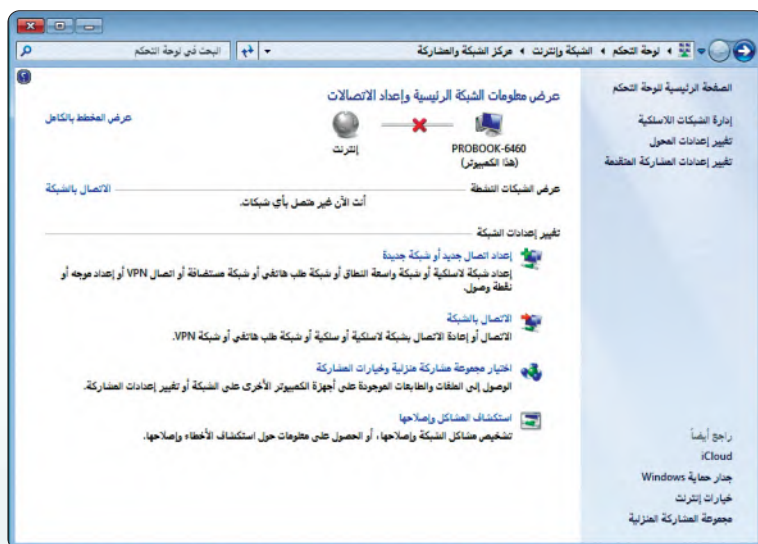 لوحة التحكم ‹ الشبكة وإنترنت ‹ مركز الشبكة والمشاركة
البحث في لوحة التحكم
الصفحة الرئيسية للوحة التحكم
إدارة الشبكات اللاسلكية
تغيير إعدادات المحول
تغيير إعدادات المشاركة المتقدمة
عرض معلومات الشبكة الرئيسية وإعداد الاتصالات
عرض المخطط بالكامل
PROBOOK-6460
(هذا الكمبيوتر)
إنترنت
عرض الشبكات النشطة
الاتصال بالشبكة
أنت الآن غير متصل بأي شبكات.
تغيير إعدادات الشبكة
إعداد اتصال جديد أو شبكة جديدة
إعداد شبكة لاسلكية أو شبكة واسعة النطاق أو شبكة طلب هاتفي أو شبكة مستضافة أو اتصال VPN أو إعداد موجه أو
نقطة وصول.
الاتصال بالشبكة
الاتصال أو إعادة الاتصال بشبكة لاسلكية أو سلكية أو شبكة طلب هاتفي أو شبكة VPN.
اختيار مجموعة مشاركة منزلية وخيارات المشاركة
الوصول إلى الملفات والطابعات الموجودة على أجهزة الكمبيوتر الأخرى على الشبكة أو تغيير إعدادات المشاركة.
استكشاف المشاكل وإصلاحها
تشخيص مشاكل الشبكة وإصلاحها، أو الحصول على معلومات حول استكشاف الأخطاء وإصلاحها.
راجع أيضاً
iCloud
جدار حماية Windows
خيارات إنترنت
مجموعة المشاركة المنزلية